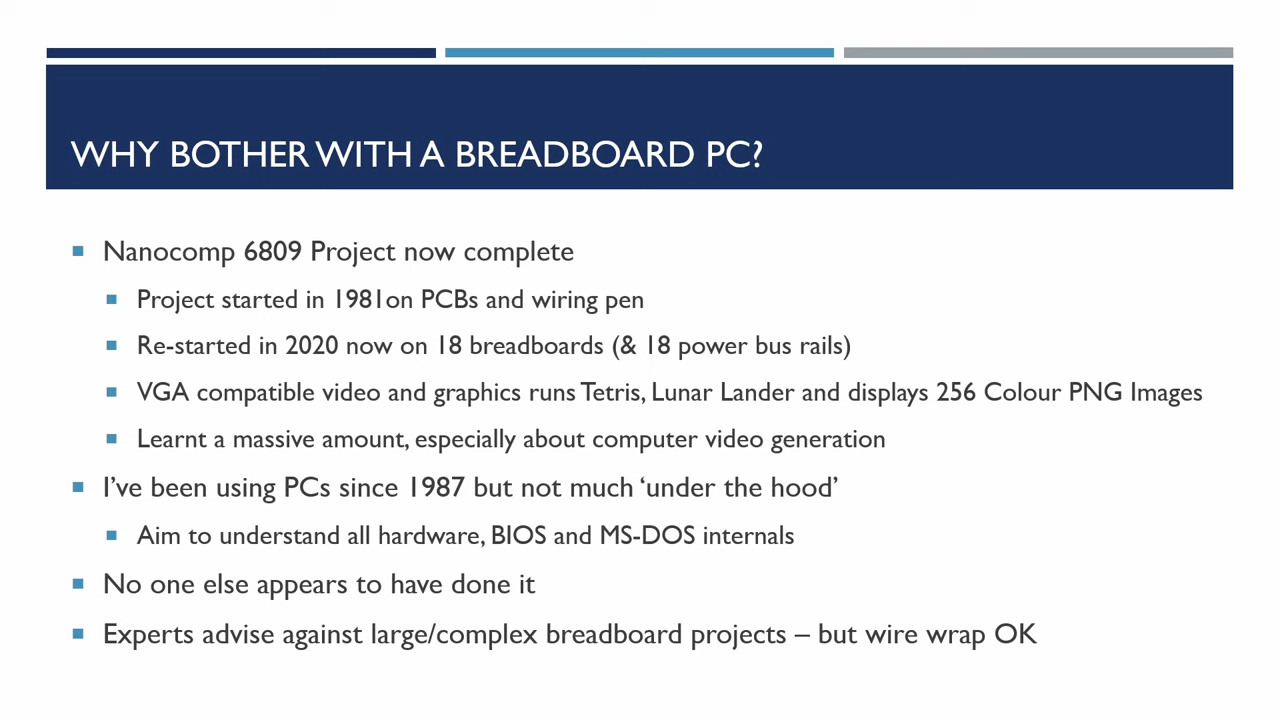 WHY BOTHER WITH A BREADBOARD PC?
Nanocomp 6809 Project now complete
Project started in 1981on PCBs and wiring pen
Re-started in 2020 now on 18 breadboards (& 18 power bus rails)
VGA compatible video and graphics runs Tetris, Lunar Lander and displays 256 Colour PNG Images
Learnt a massive amount, especially about computer video generation
I’ve been using PCs since 1987 but not much ‘under the hood’
Aim to understand all hardware, BIOS and MS-DOS internals
No one else appears to have done it
Experts advise against large/complex breadboard projects – but wire wrap OK